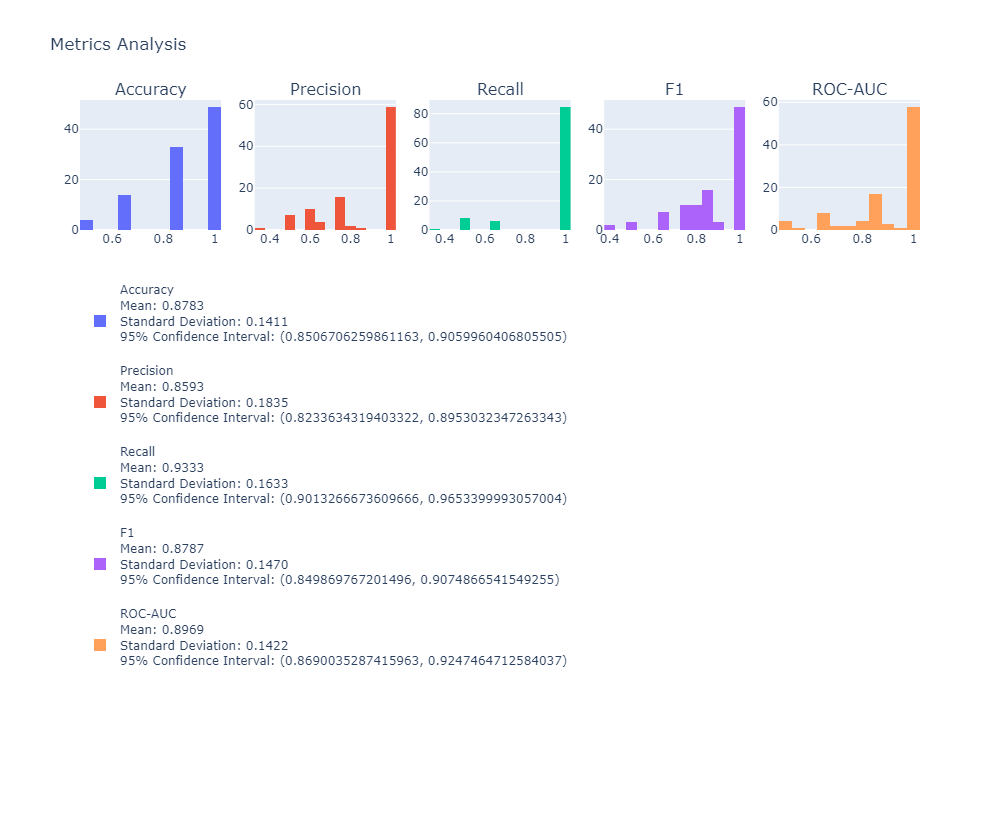 Metrics Analysis
Accuracy Precision Recall F1 ROC-AUC
0 20 40
0.6 0.8 1
0 20 40 60
0.4 0.6 0.8 1
0 20 40 60 80
0.4 0.6 0.8 1
0 20 40
0.4 0.6 0.8 1
0 20 40 60
0.6 0.8 1
Accuracy
Mean: 0.8783
Standard Deviation: 0.1411
95% Confidence Interval: (0.8506706259861163, 0.9059960406805505)
Precision
Mean: 0.8593
Standard Deviation: 0.1835
95% Confidence Interval: (0.8233634319403322, 0.8953032347263343)
Recall
Mean: 0.9333
Standard Deviation: 0.1633
95% Confidence Interval: (0.9013266673609666, 0.9653399993057004)
F1
Mean: 0.8787
Standard Deviation: 0.1470
95% Confidence Interval: (0.849869767201496, 0.9074866541549255)
ROC-AUC
Mean: 0.8969
Standard Deviation: 0.1422
95% Confidence Interval: (0.8690035287415963, 0.9247464712584037)